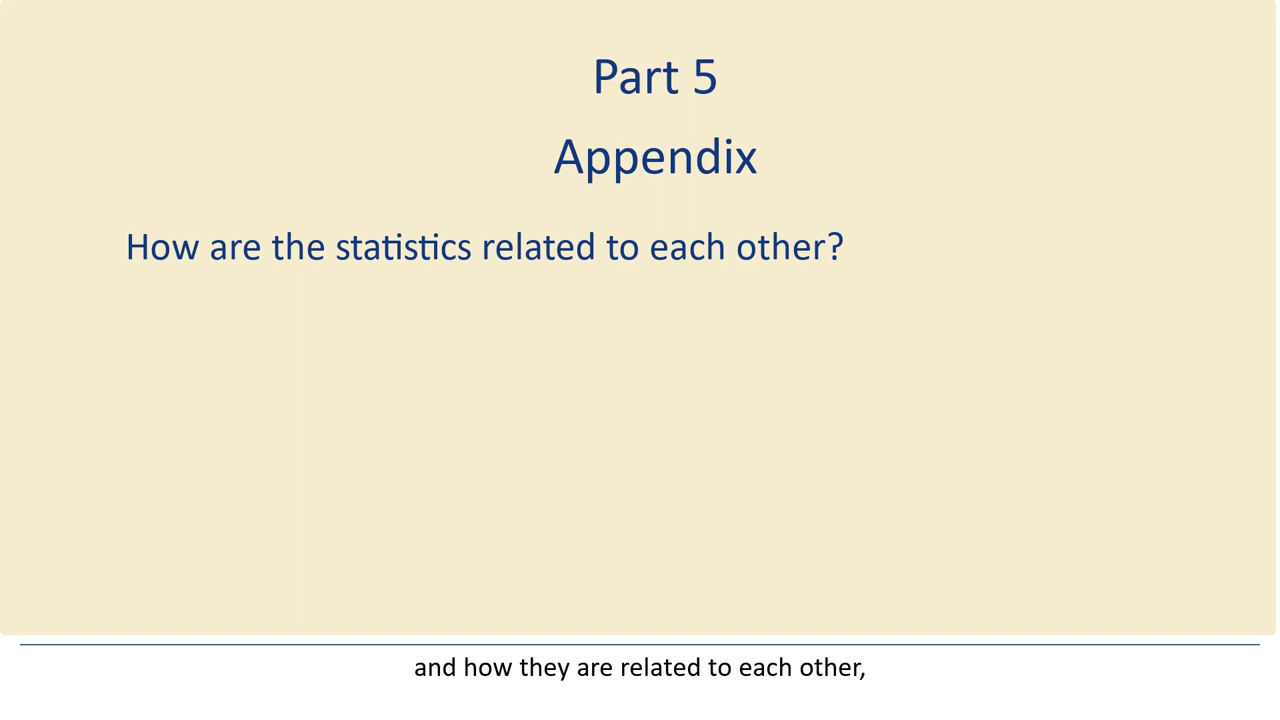 Part 5
Appendix
How are the statistics related to each other?
and how they are related to each other,